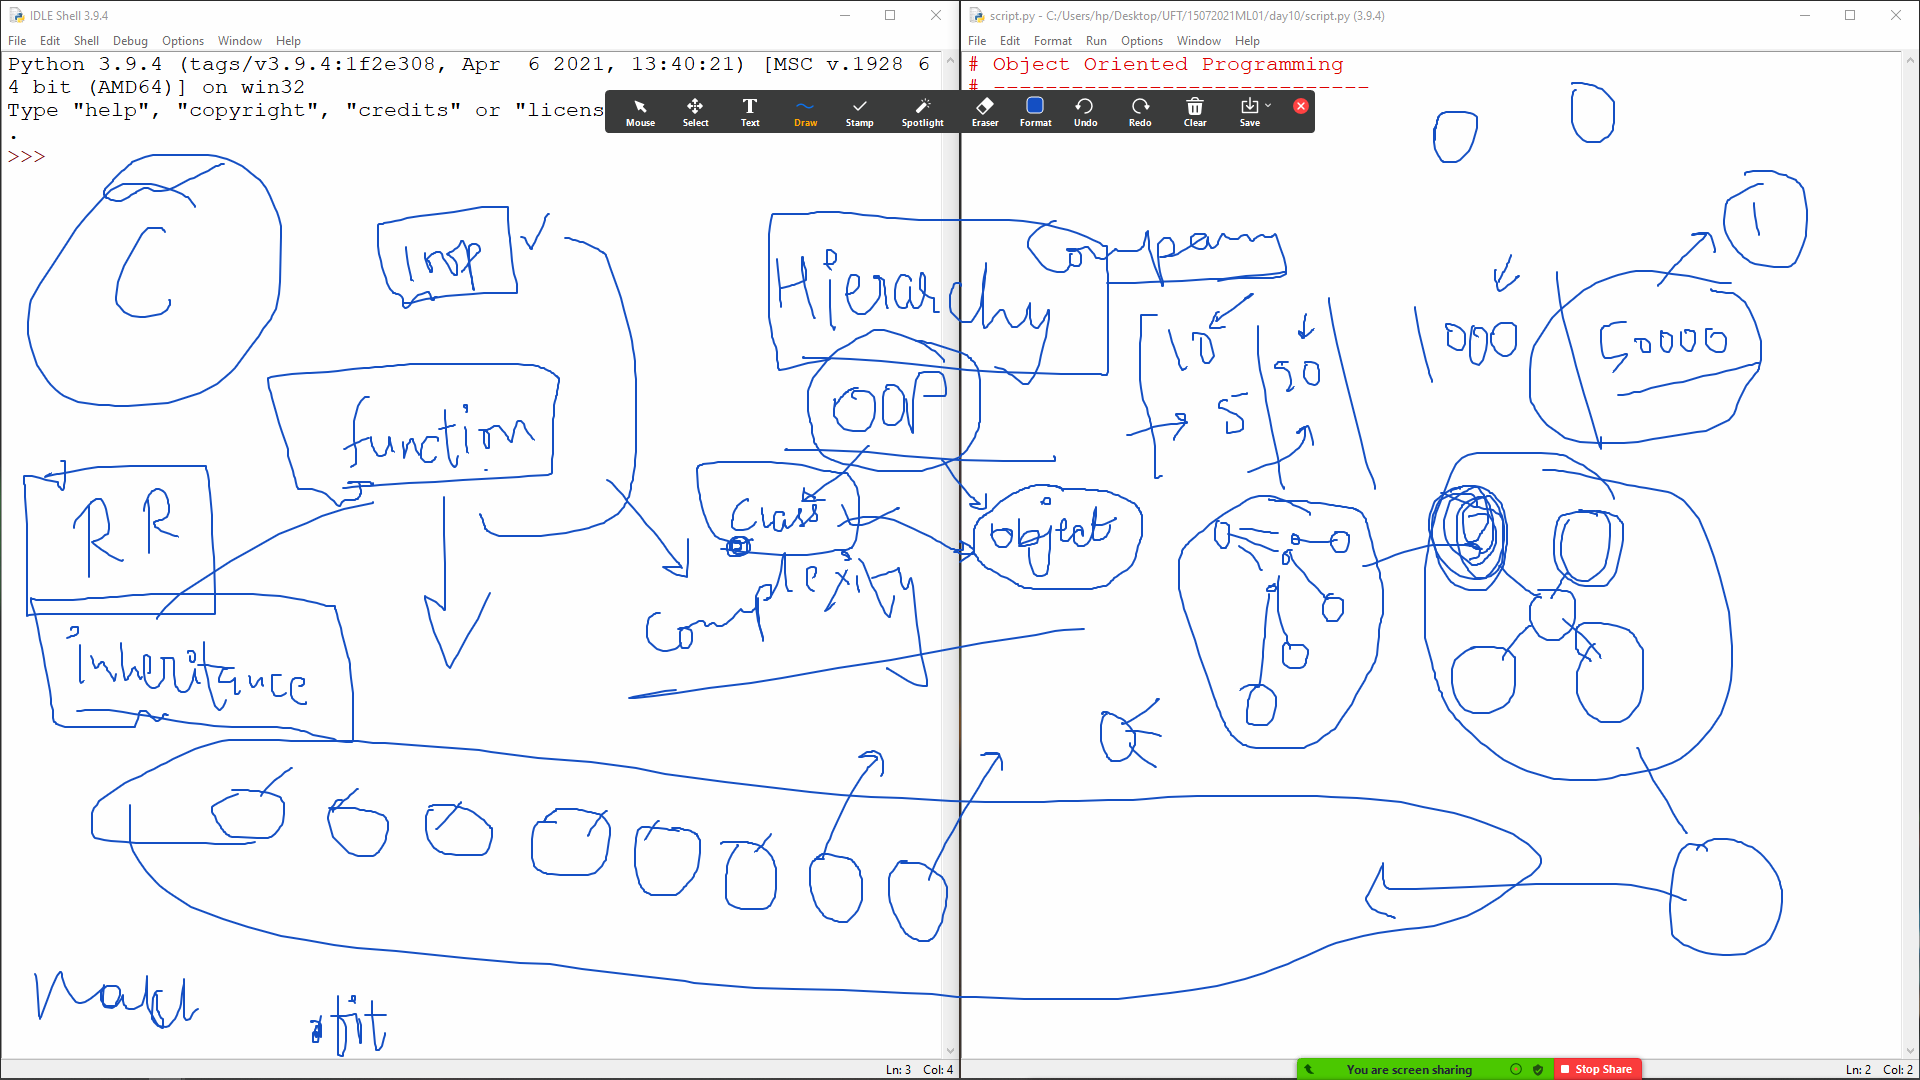 IDLE Shell 3.9.4
File Edit Shell Debug Options Window Help
Python 3.9.4 (tags/v3.9.4:1f2e308, Apr  6 2021, 13:40:21) [MSC v.1928 6
4 bit (AMD64)] on win32
Type "help", "copyright", "credits" or "licens
.
>>>
script.py - C:/Users/hp/Desktop/UFT/15072021ML01/day10/script.py (3.9.4)
File Edit Format Run Options Window Help
# Object Oriented Programming
# -----------------------------
Mouse Select Text Draw Stamp Spotlight Eraser Format Undo Redo Clear Save
C
loop
Hierarchy
Company
1
10
50
000
50000
5
function
OOP
class
object
RR
complexity
inheritance
.fit
Ln: 3 Col: 4
You are screen sharing
Stop Share
Ln: 2 Col: 2